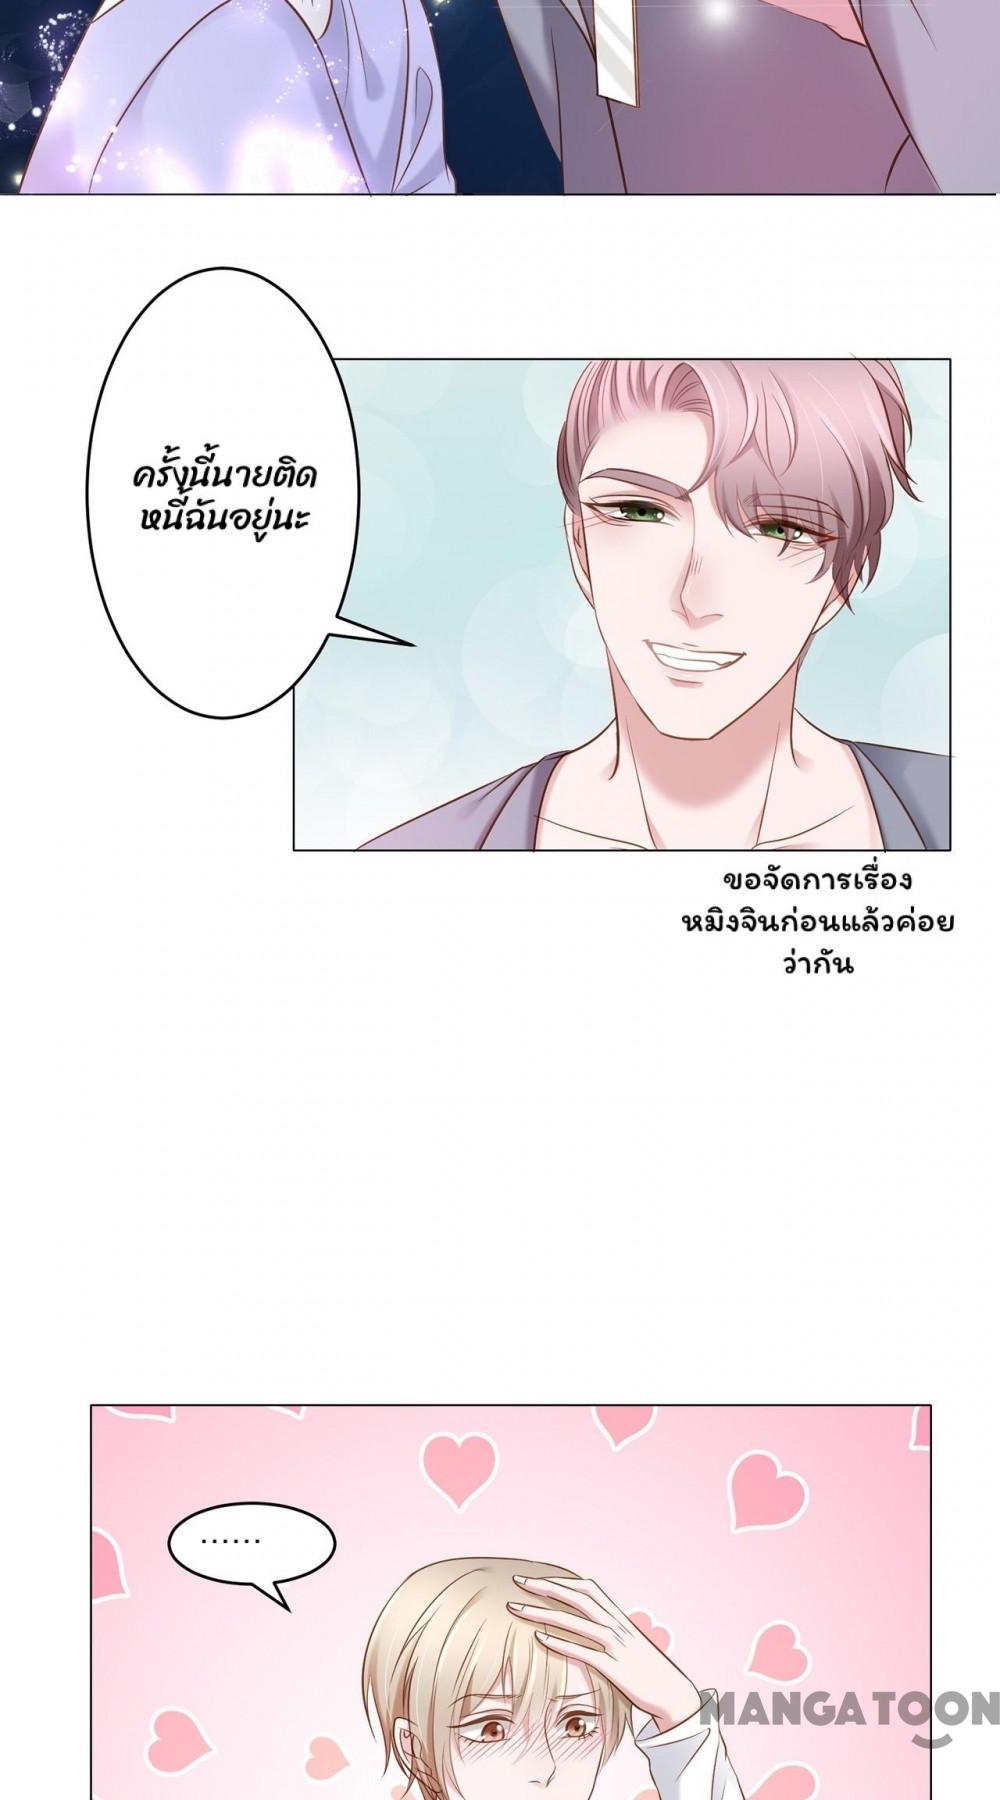 ครั้งนี้นายติด
หนี้ฉันอยู่นะ
ขอจัดการเรื่อง
หมิงจินก่อนแล้วค่อย
ว่ากัน
......
MANGATOON